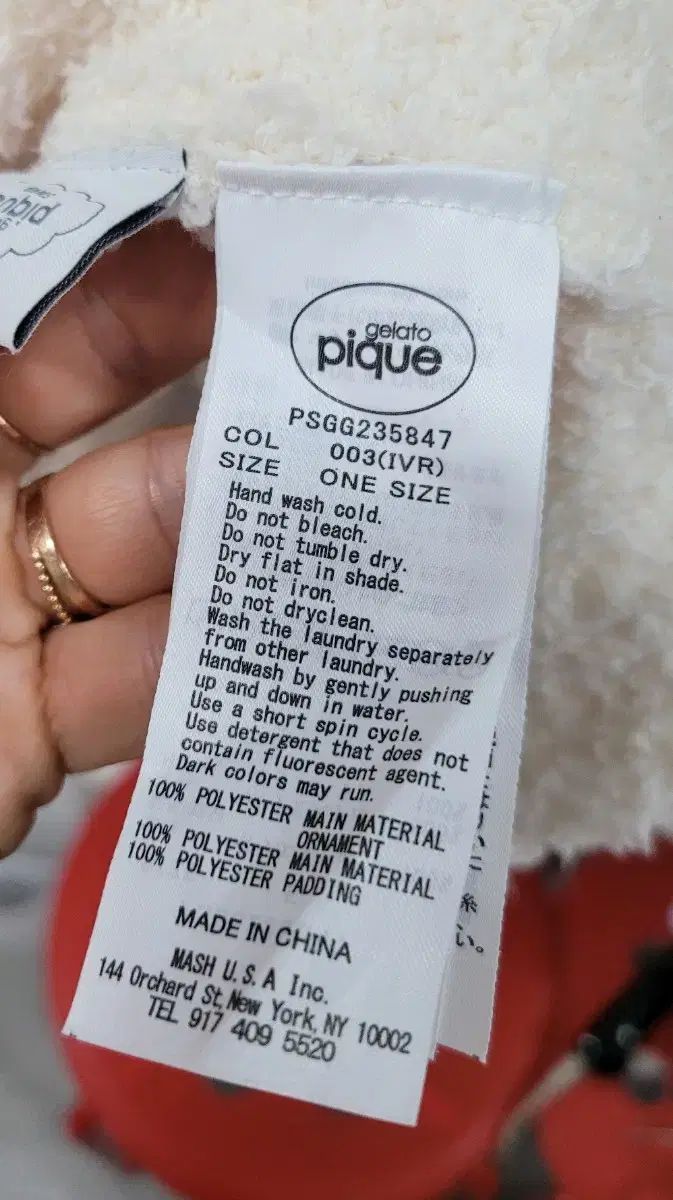 gelato
pique
PSGG235847
COL 003(IVR)
SIZE ONE SIZE
Hand wash cold.
Do not bleach.
Do not tumble dry.
Dry flat in shade.
Do not iron.
Do not dryclean.
Wash the laundry separately
from other laundry.
Handwash by gently pushing
up and down in water.
Use a short spin cycle.
Use detergent that does not
contain fluorescent agent.
Dark colors may run.
100% POLYESTER MAIN MATERIAL
ORNAMENT
100% POLYESTER MAIN MATERIAL
100% POLYESTER PADDING
MADE IN CHINA
MASH U.S.A Inc.
144 Orchard St, New York, NY 10002
TEL 917 409 5520